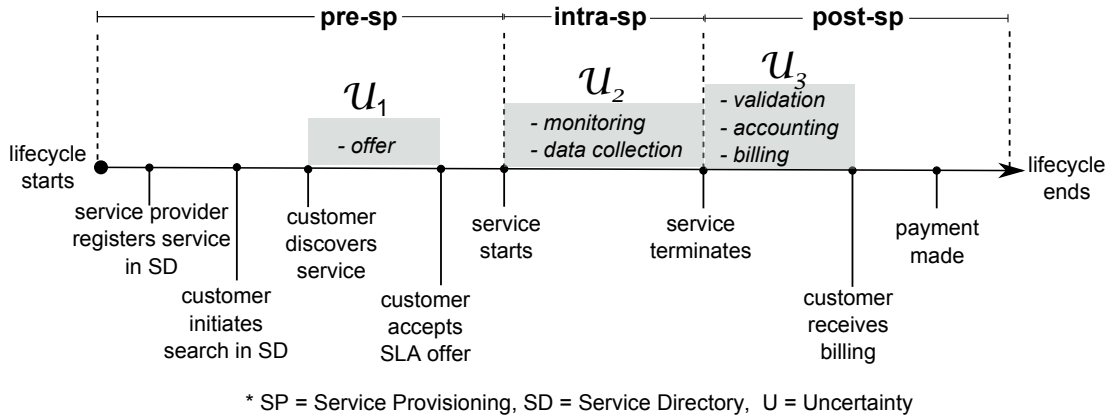 pre-sp
intra-sp
post-sp
U1
- offer
U2
- monitoring
- data collection
U3
- validation
- accounting
- billing
lifecycle
starts
lifecycle
ends
service provider
registers service
in SD
customer
initiates
search in SD
customer
discovers
service
customer
accepts
SLA offer
service
starts
service
terminates
customer
receives
billing
payment
made
* SP = Service Provisioning, SD = Service Directory, U = Uncertainty